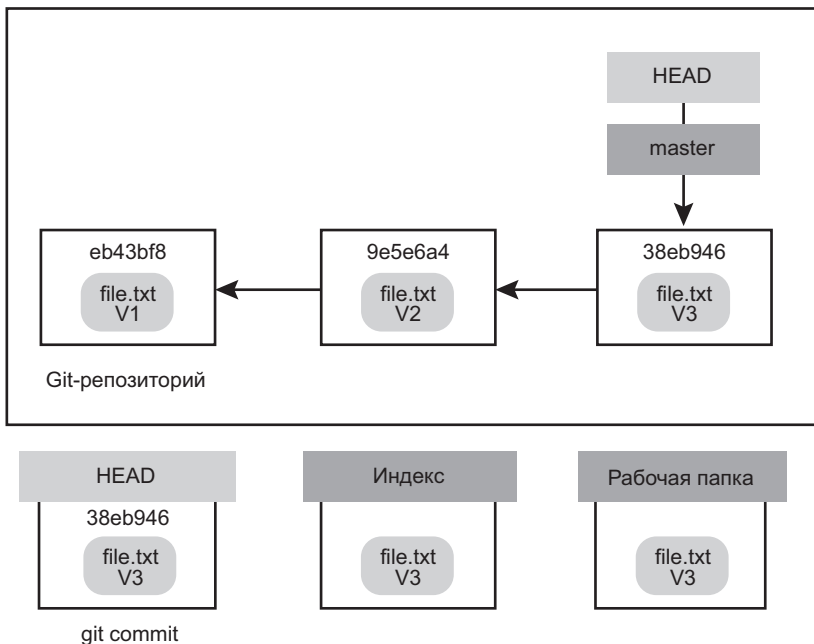 HEAD
master
eb43bf8
9e5e6a4
38eb946
file.txt
V1
file.txt
V2
file.txt
V3
Git-репозиторий
HEAD
Индекс
Рабочая папка
38eb946
file.txt
V3
file.txt
V3
file.txt
V3
git commit